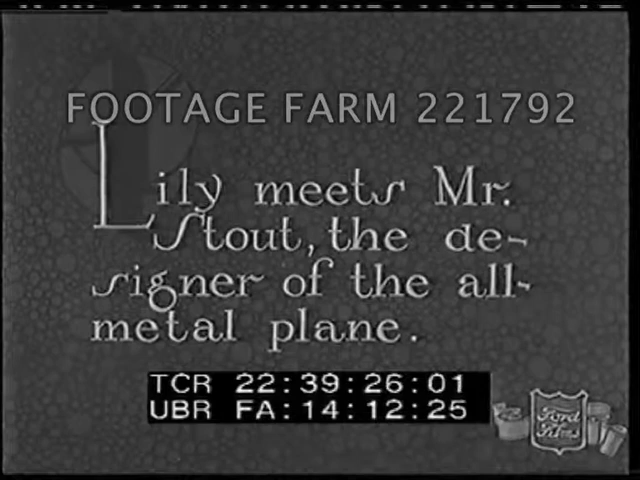 FOOTAGE FARM 221792
Lily meets Mr.
Stout, the de-
signer of the all-
metal plane.
TCR 22:39:26:01
UBR FA:14:12:25
Ford
Films